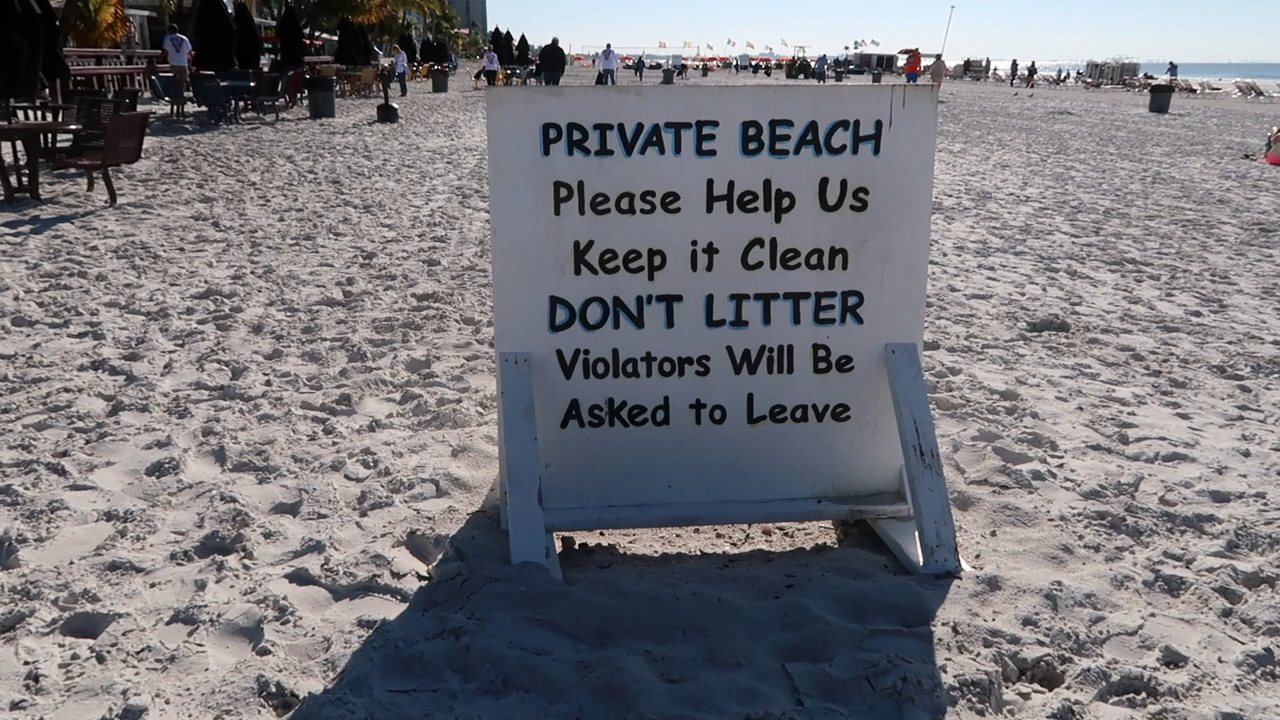 PRIVATE BEACH
Please Help Us
Keep it Clean
DON'T LITTER
Violators Will Be
Asked to Leave